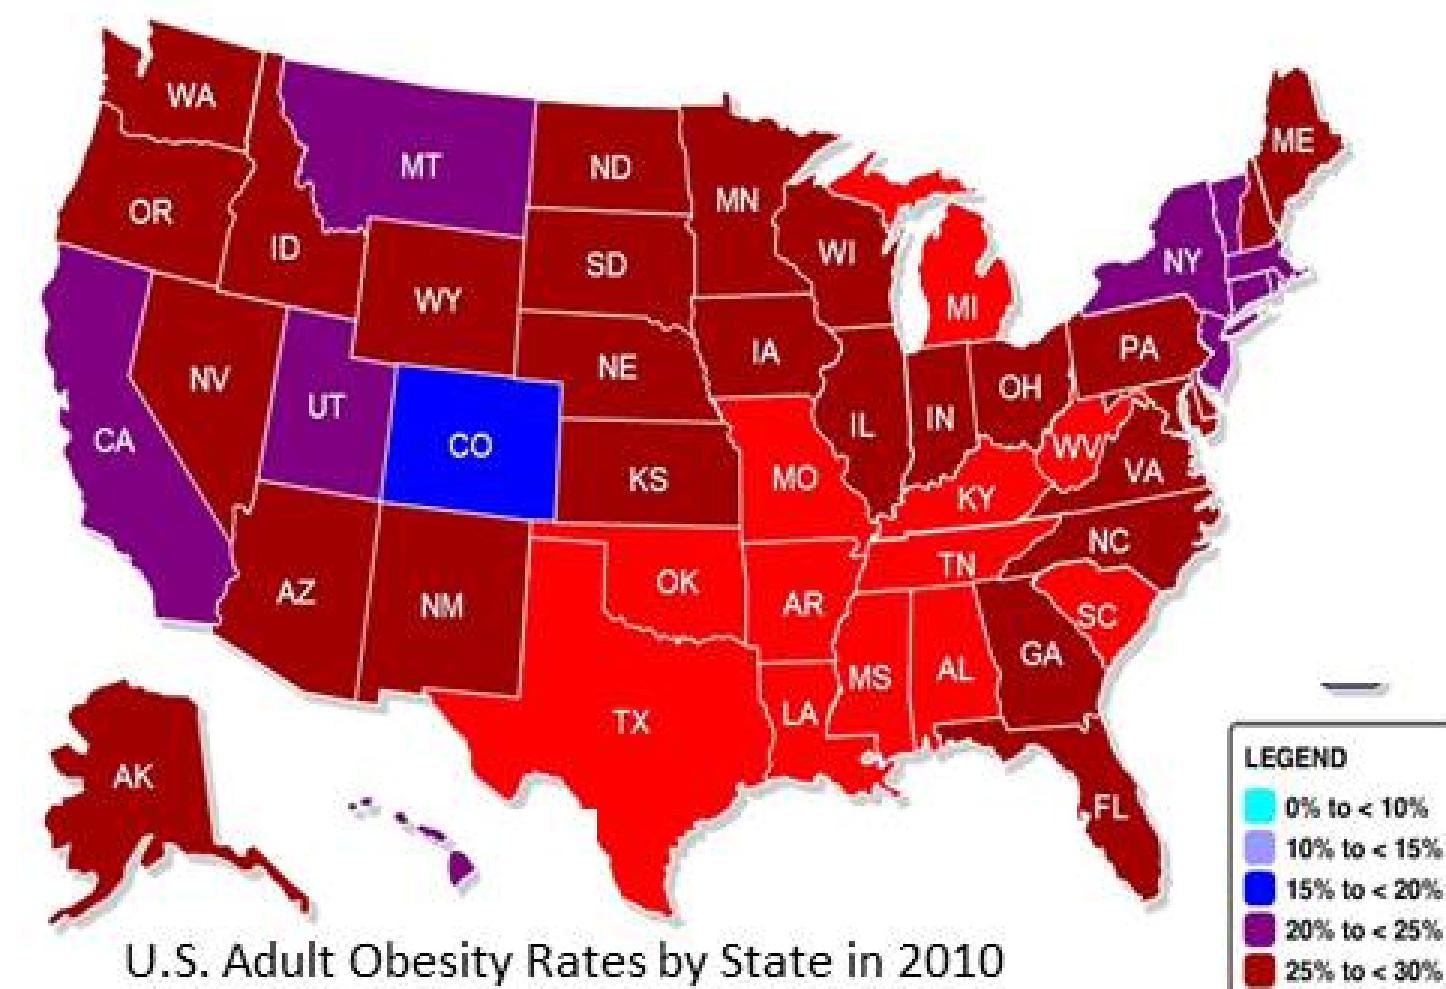 WA
ME
MT
ND
MN
OR
ID
WI
NY
SD
WY
MI
PA
IA
NE
NV
OH
UT
IN
IL
CA
CO
WV
VA
KS
MO
KY
NC
TN
OK
AZ
AR
NM
SC
GA
MS
AL
LA
TX
AK
FL
LEGEND
0% to < 10%
10% to < 15%
15% to < 20%
20% to < 25%
25% to < 30%
U.S. Adult Obesity Rates by State in 2010